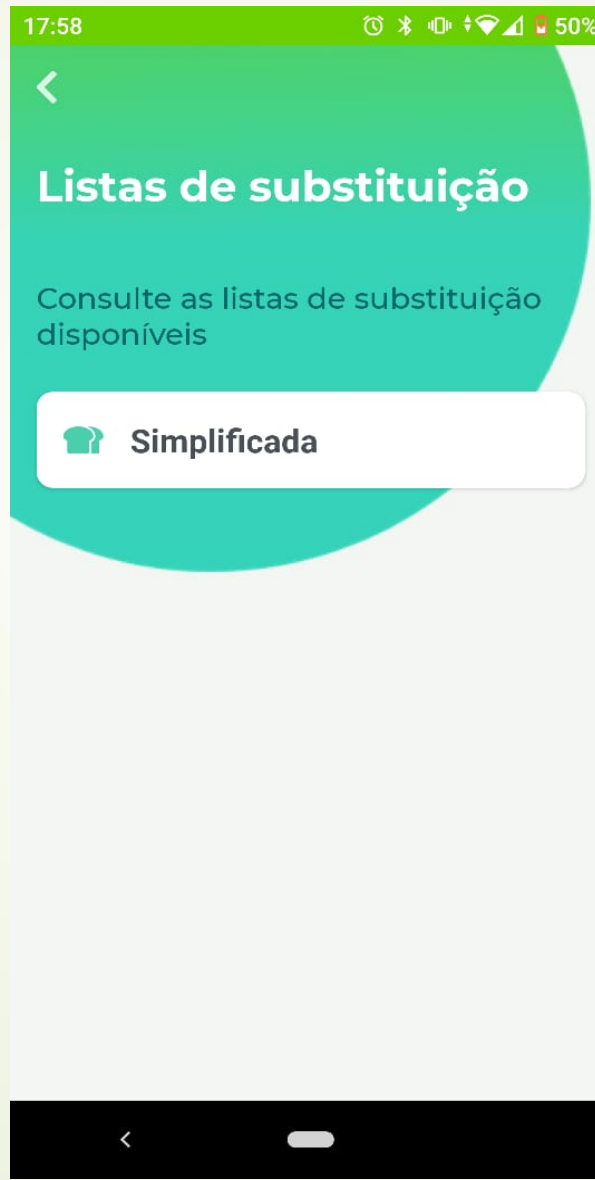 17:58 50%
Listas de substituição
Consulte as listas de substituição
disponíveis
Simplificada